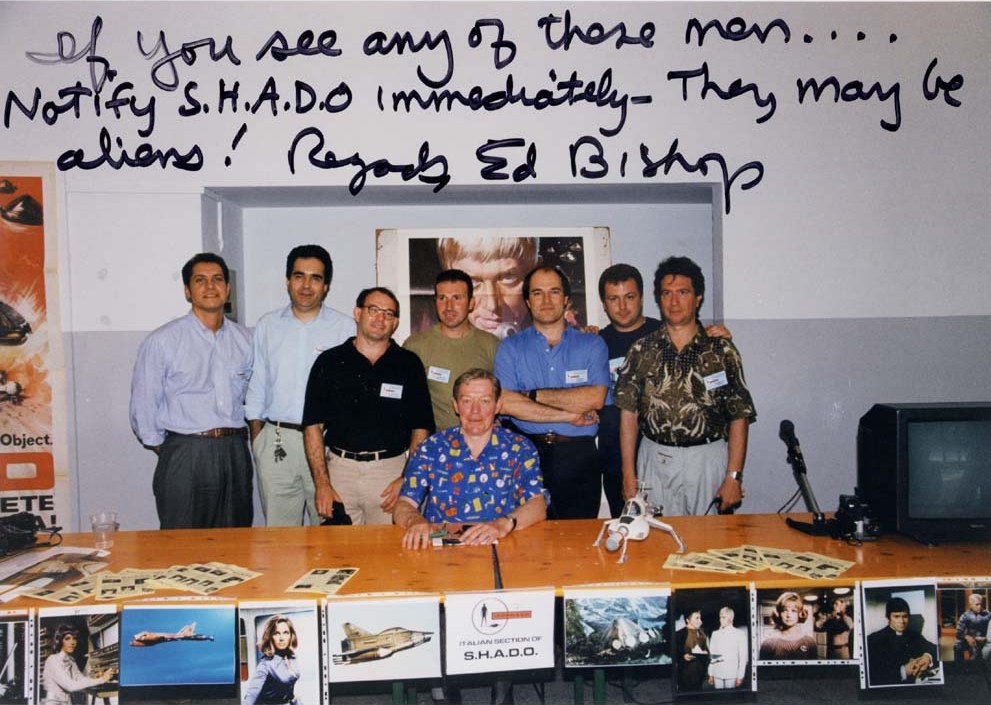 If you see any of these men....
Notify S.H.A.D.O immediately- They may be
aliens! Regards Ed Bishop
Object.
O
ETE
A!
ITALIAN SECTION OF
S.H.A.D.O.